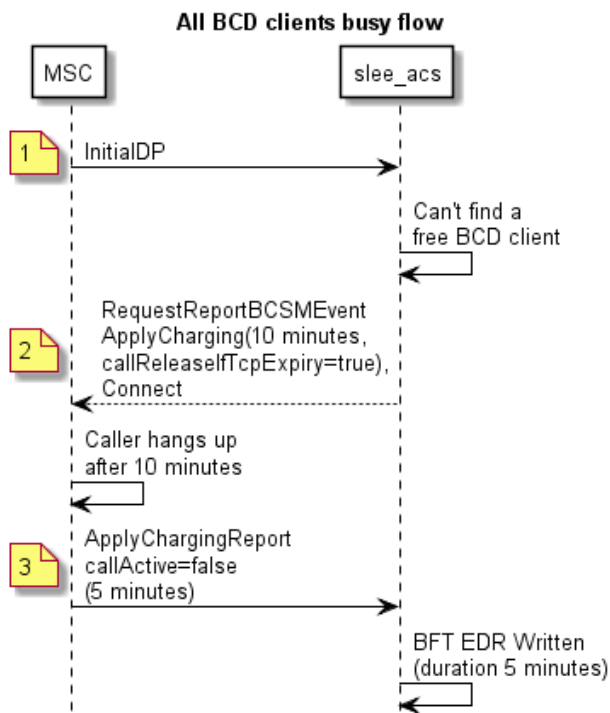 All BCD clients busy flow
MSC
slee_acs
1
InitialDP
Can't find a
free BCD client
RequestReportBCSMEvent
ApplyCharging(10 minutes,
2
callReleaseIfTcpExpiry=true),
Connect
Caller hangs up
after 10 minutes
ApplyChargingReport
3
callActive=false
(5 minutes)
BFT EDR Written
(duration 5 minutes)